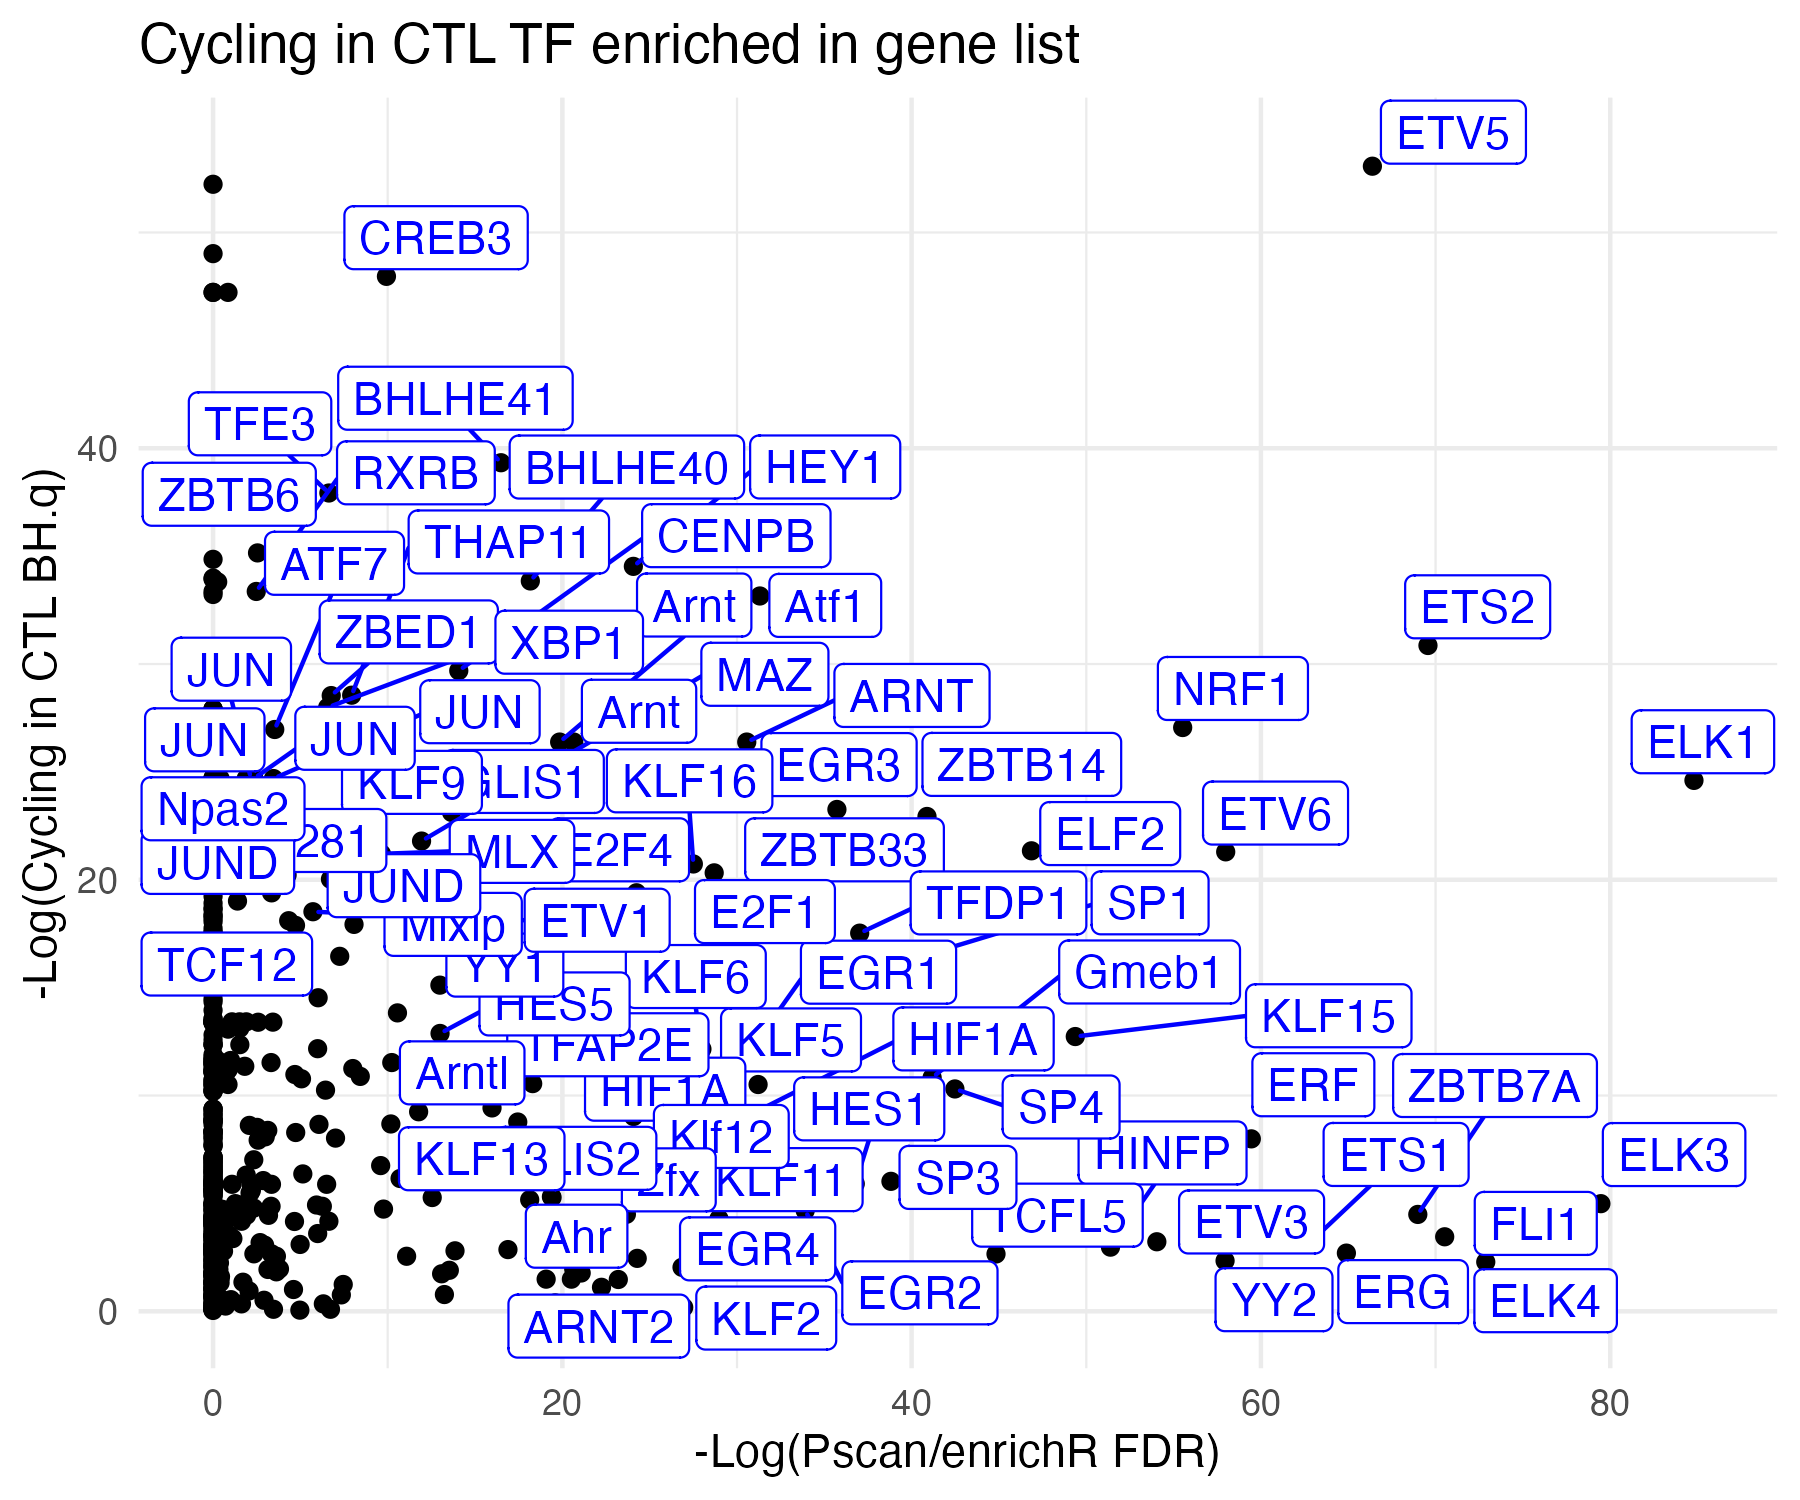 Cycling in CTL TF enriched in gene list
ETV5
CREB3
BHLHE41
TFE3
40
RXRB
BHLHE40
HEY1
ZBTB6
THAP11
CENPB
ATF7
Arnt
Atf1
ETS2
ZBED1
XBP1
JUN
MAZ
ARNT
NRF1
JUN
Arnt
JUN
JUN
ELK1
KLF9
GLIS1
KLF16
EGR3
ZBTB14
Npas2
ETV6
281
MLX
E2F4
ZBTB33
ELF2
JUND
JUND
20
E2F1
TFDP1
SP1
Mlxip
ETV1
TCF12
YY1
KLF6
EGR1
Gmeb1
HES5
KLF15
TFAP2E
KLF5
HIF1A
Arntl
HIF1A
ERF
ZBTB7A
HES1
SP4
Klf12
KLF13
LIS2
HINFP
ETS1
ELK3
Zfx
KLF11
SP3
Ahr
TCFL5
ETV3
FLI1
EGR4
EGR2
YY2
ERG
ELK4
0
ARNT2
KLF2
-Log(Cycling in CTL BH.q)
0
20
40
60
80
-Log(Pscan/enrichR FDR)